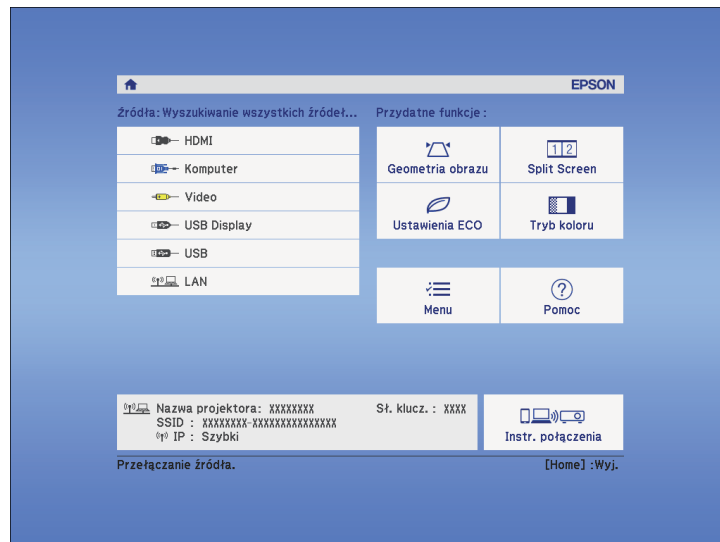 EPSON
Źródła: Wyszukiwanie wszystkich źródeł...
HDMI
Komputer
Video
USB Display
USB
LAN
Przydatne funkcje:
Geometria obrazu
1 2
Split Screen
Ustawienia ECO
Tryb koloru
Menu
? Pomoc
Nazwa projektora: XXXXXXXX
Sł. klucz. : XXXX
SSID : XXXXXXXX-XXXXXXXXXXXXXXX
IP : Szybki
Instr. połączenia
Przełączanie źródła.
[Home] :Wyj.